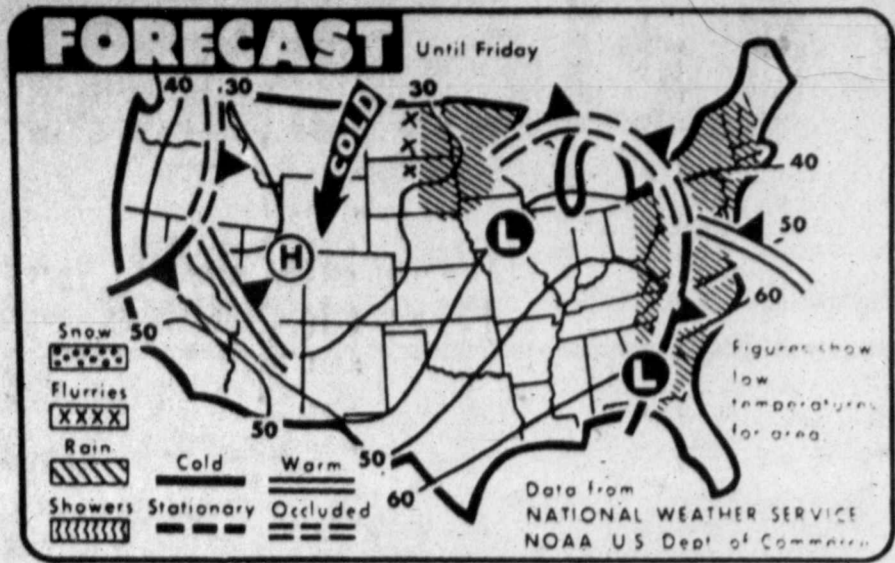 FORECAST
Until Friday
40
30
30
COLD
X
X
X
40
50
60
H
L
L
50
50
50
60
Snow
Flurries
XXXX
Rain
Showers
Cold
Warm
Stationary
Occluded
Figures show
low
temperatures
for area.
Data from
NATIONAL WEATHER SERVICE
NOAA US Dept of Commerce